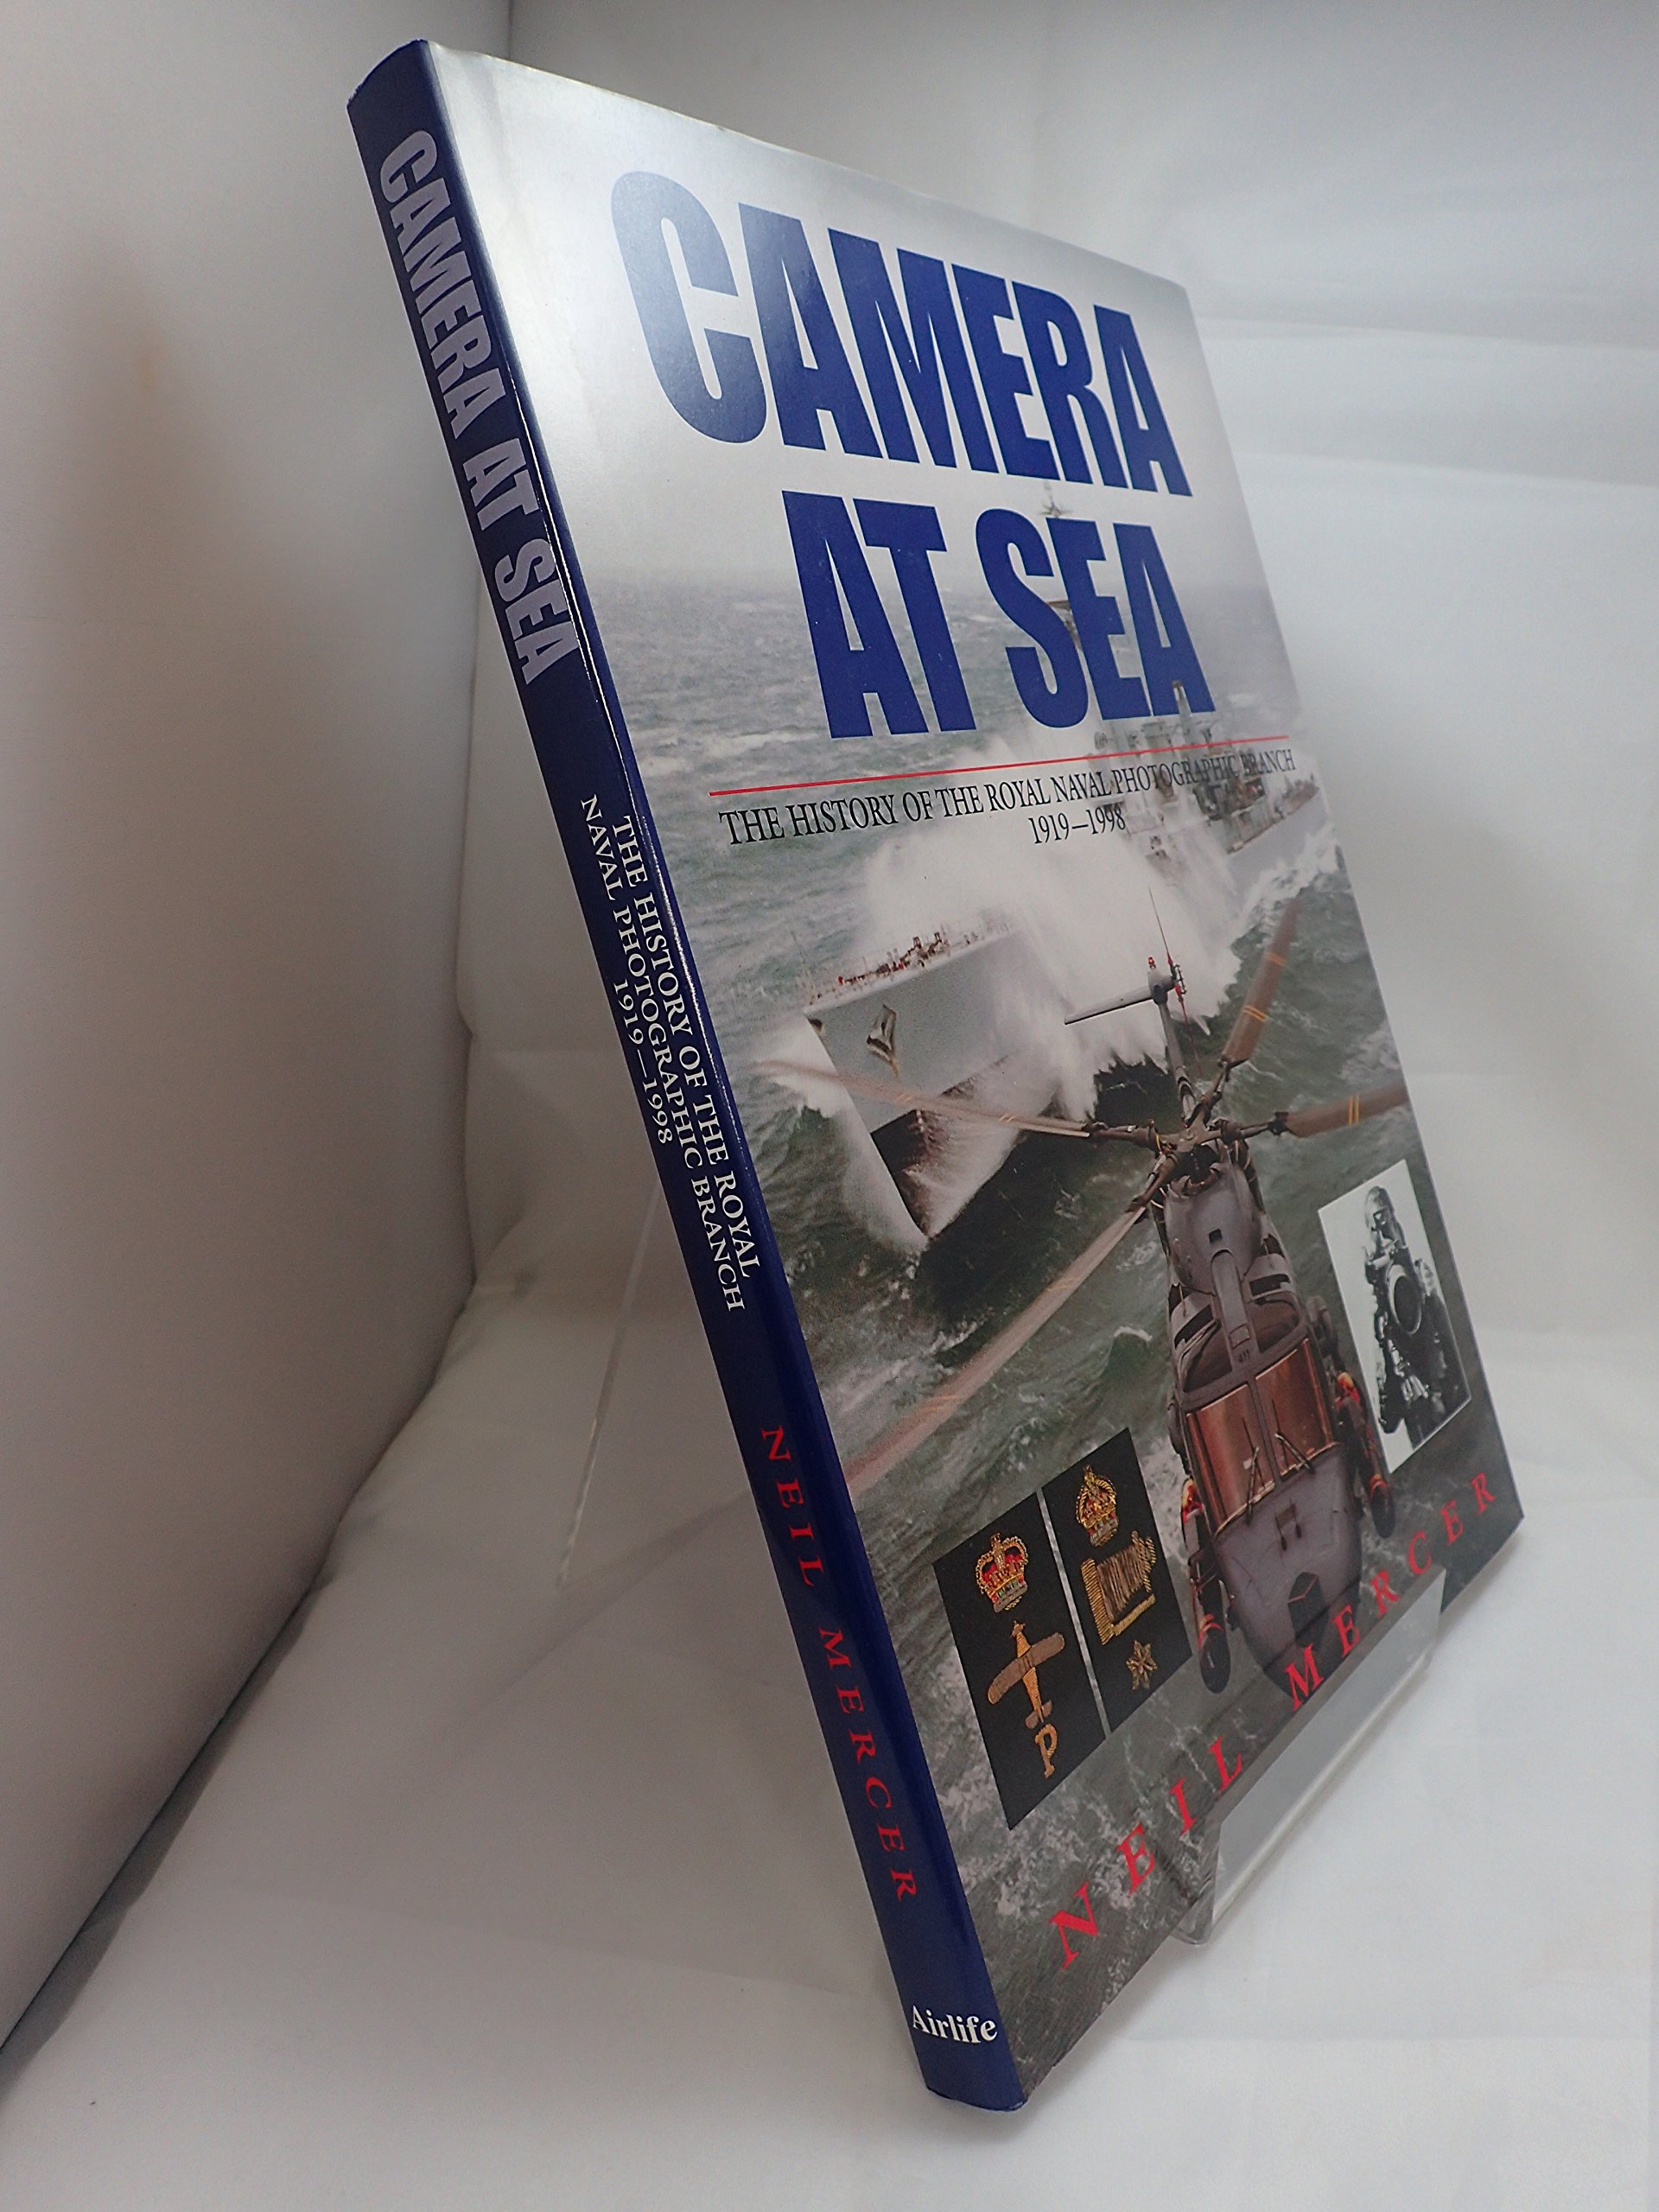 CAMERA AT SEA
THE HISTORY OF THE ROYAL
NAVAL PHOTOGRAPHIC BRANCH
1919—1998
NEIL MERCER
Airlife
CAMERA
AT SEA
THE HISTORY OF THE ROYAL NAVAL PHOTOGRAPHIC BRANCH
1919–1998
P
NEIL MERCER